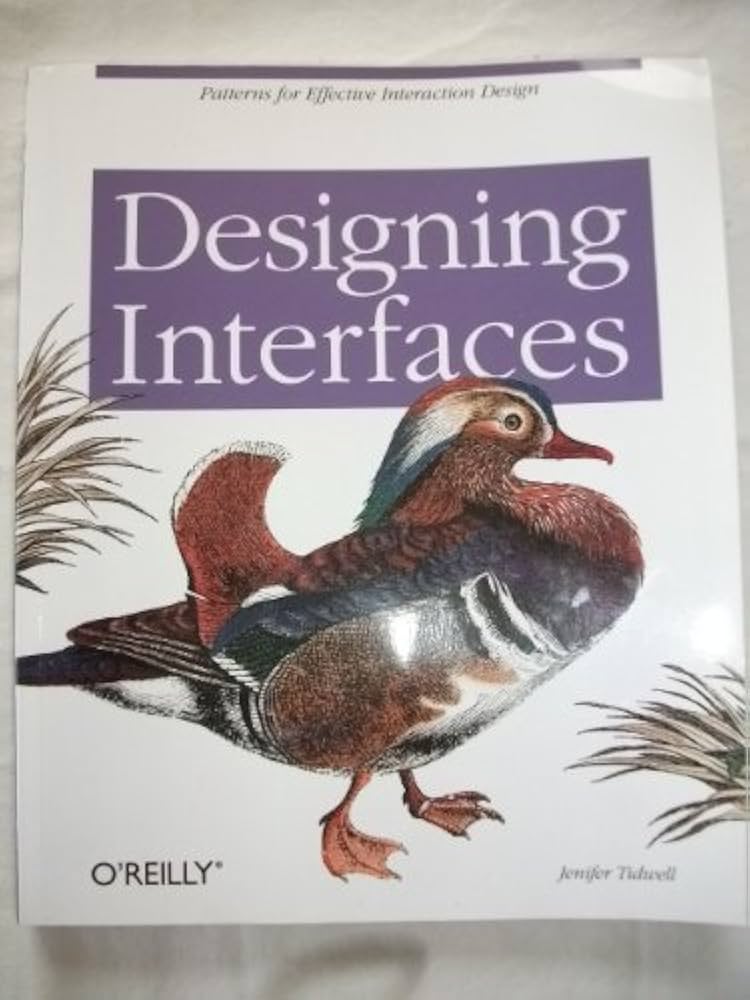 Patterns for Effective Interaction Design
Designing
Interfaces
O'REILLY®
Jenifer Tidwell